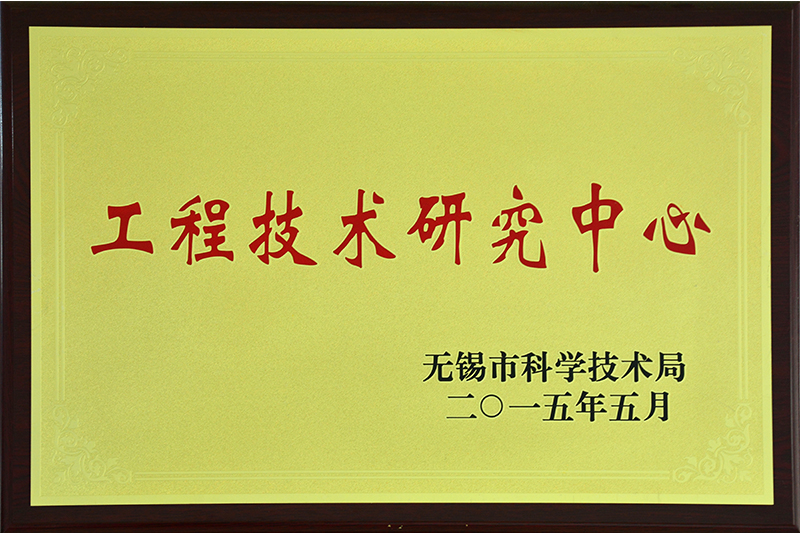 工程技术研究中心
无锡市科学技术局
二〇一五年五月